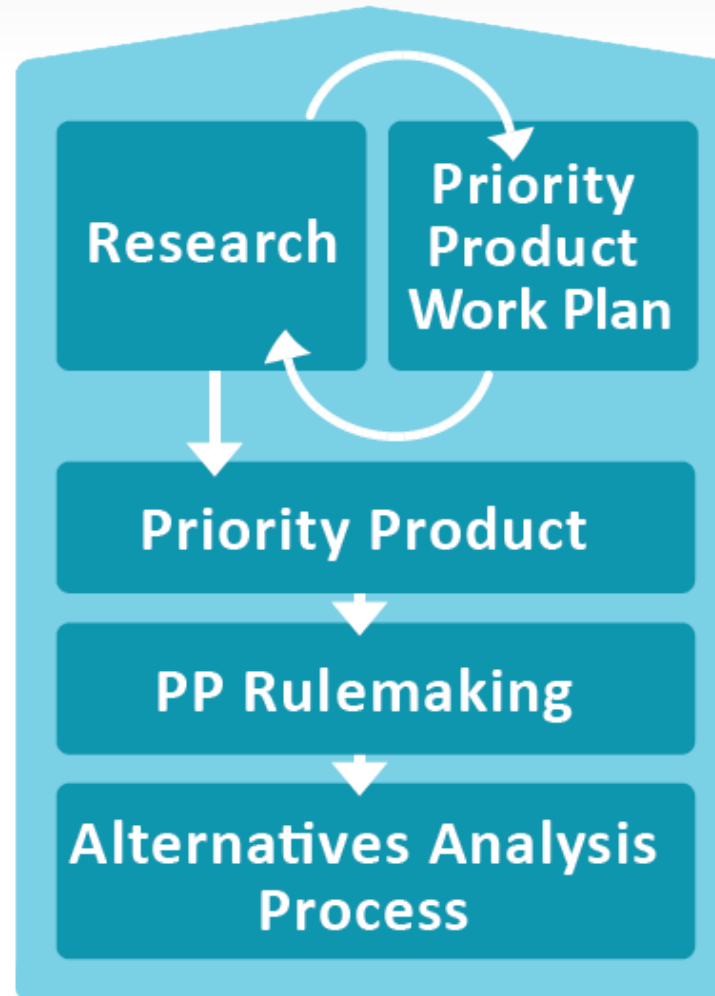 Research
Priority
Product
Work Plan
Priority Product
PP Rulemaking
Alternatives Analysis
Process